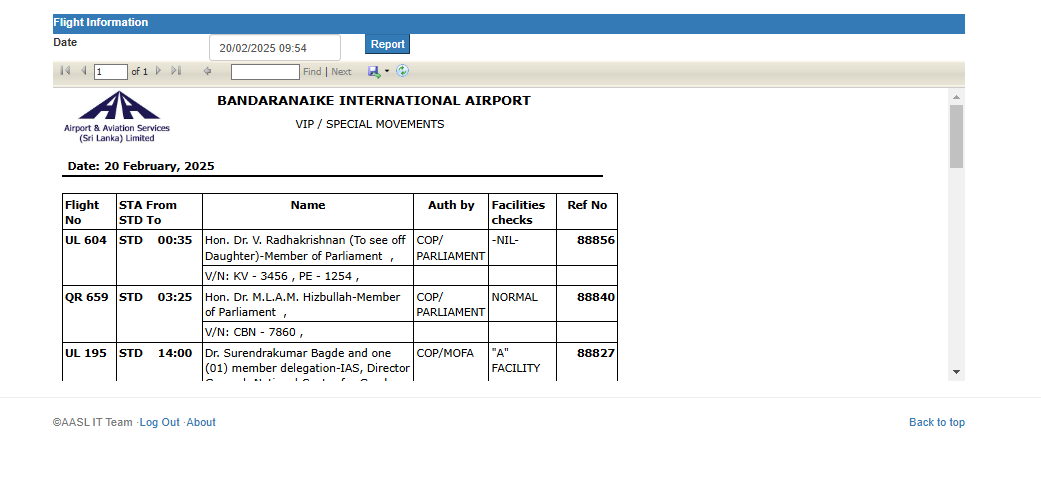 Flight Information
Date
20/02/2025 09:54
Report
1 of 1 Find | Next
Airport & Aviation Services
(Sri Lanka) Limited
BANDARANAIKE INTERNATIONAL AIRPORT
VIP / SPECIAL MOVEMENTS
Date: 20 February, 2025
Flight No STA From STD To Name Auth by Facilities checks Ref No
UL 604 STD 00:35 Hon. Dr. V. Radhakrishnan (To see off COP/ -NIL- 88856
Daughter)-Member of Parliament , PARLIAMENT
V/N: KV - 3456 , PE - 1254 ,
QR 659 STD 03:25 Hon. Dr. M.L.A.M. Hizbullah-Member COP/ NORMAL 88840
of Parliament , PARLIAMENT
V/N: CBN - 7860 ,
UL 195 STD 14:00 Dr. Surendrakumar Bagde and one COP/MOFA "A" 88827
(01) member delegation-IAS, Director FACILITY
©AASL IT Team ·Log Out ·About
Back to top